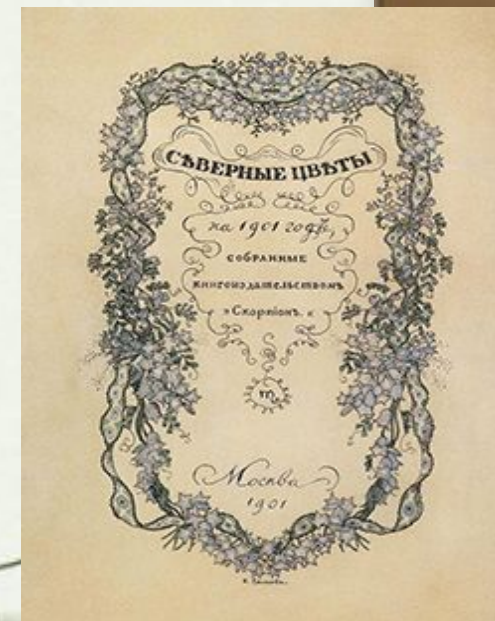 СѢВЕРНЫЕ ЦВѢТЫ
на 1901 годъ,
СОБРАННЫЕ
книгоиздательствомъ
»Скорпіонъ.«
Москва
1901